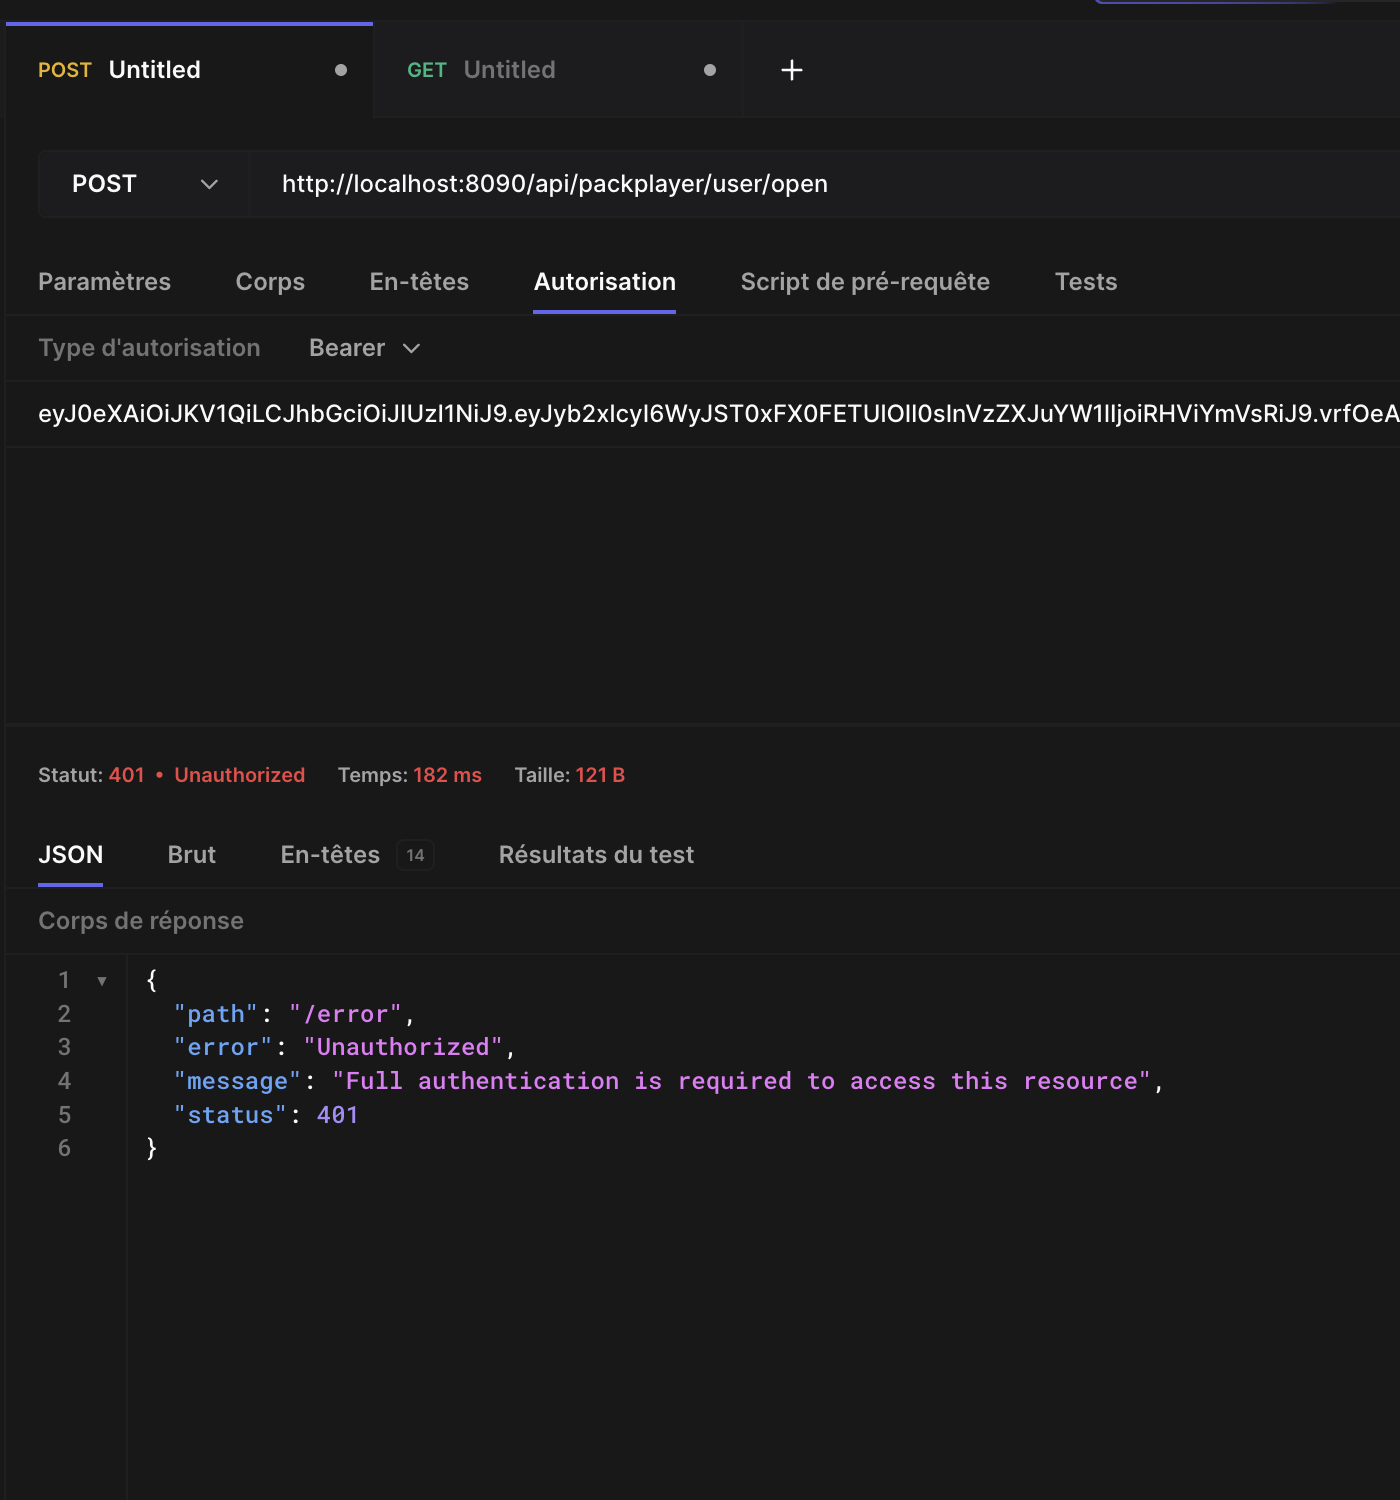 POST Untitled
GET Untitled
POST
http://localhost:8090/api/packplayer/user/open
Paramètres Corps En-têtes Autorisation Script de pré-requête Tests
Type d'autorisation Bearer
eyJ0eXAiOiJKV1QiLCJhbGciOiJIUzI1NiJ9.eyJyb2xlcyI6WyJST0xFX0FETUlOIl0sInVzZXJuYW1lIjoiRHViYmVsRiJ9.vrfOeA
Statut: 401 • Unauthorized Temps: 182 ms Taille: 121 B
JSON Brut En-têtes 14 Résultats du test
Corps de réponse
1 {
2 "path": "/error",
3 "error": "Unauthorized",
4 "message": "Full authentication is required to access this resource",
5 "status": 401
6 }